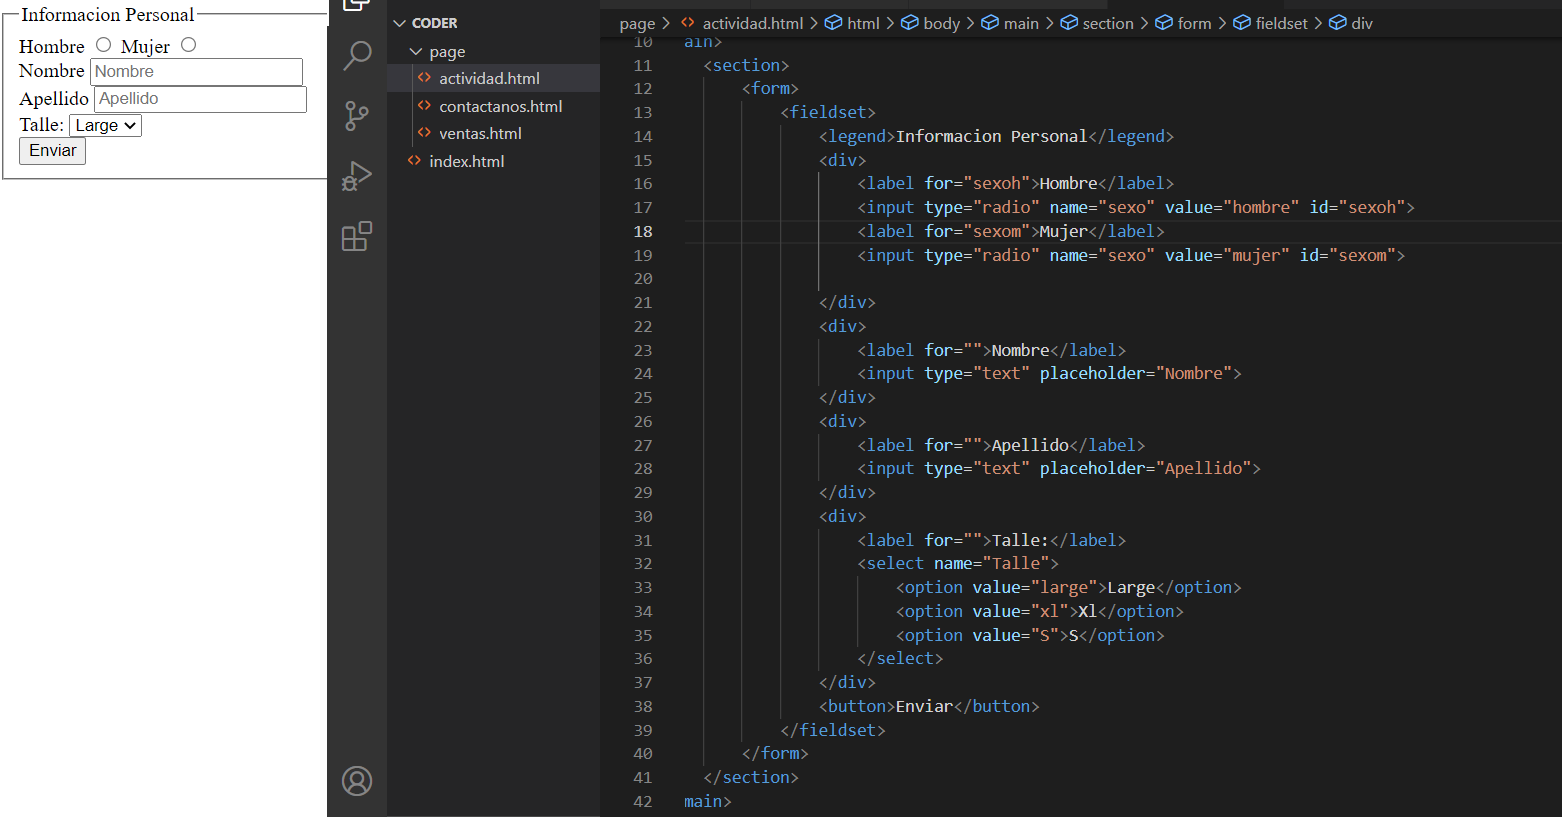 Informacion Personal
Hombre Mujer
Nombre Nombre
Apellido Apellido
Talle: Large
Enviar
CODER
page
actividad.html
contactanos.html
ventas.html
index.html
page > actividad.html > html > body > main > section > form > fieldset > div
10 ain>
11 <section>
12 <form>
13 <fieldset>
14 <legend>Informacion Personal</legend>
15 <div>
16 <label for="sexoh">Hombre</label>
17 <input type="radio" name="sexo" value="hombre" id="sexoh">
18 <label for="sexom">Mujer</label>
19 <input type="radio" name="sexo" value="mujer" id="sexom">
20
21 </div>
22 <div>
23 <label for="">Nombre</label>
24 <input type="text" placeholder="Nombre">
25 </div>
26 <div>
27 <label for="">Apellido</label>
28 <input type="text" placeholder="Apellido">
29 </div>
30 <div>
31 <label for="">Talle:</label>
32 <select name="Talle">
33 <option value="large">Large</option>
34 <option value="xl">Xl</option>
35 <option value="S">S</option>
36 </select>
37 </div>
38 <button>Enviar</button>
39 </fieldset>
40 </form>
41 </section>
42 main>